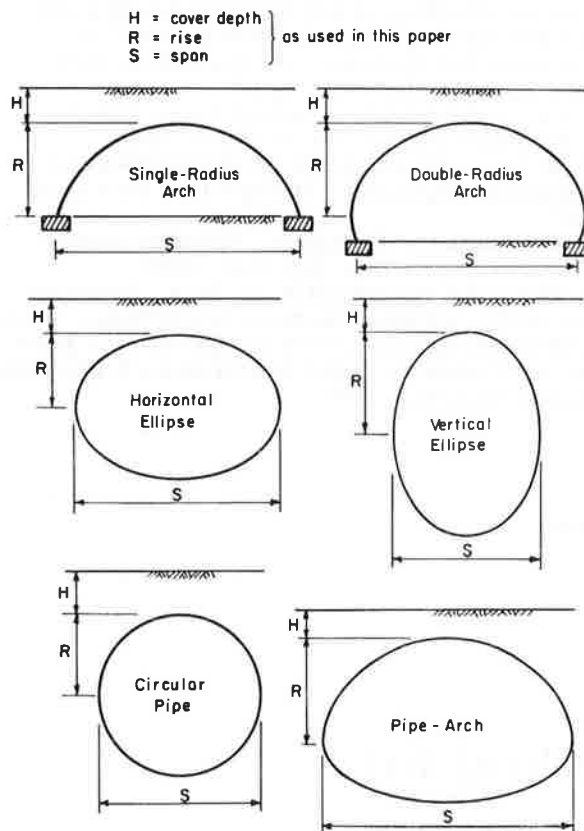 H = cover depth
R = rise
S = span
as used in this paper
H
R
Single-Radius
Arch
S
H
R
Double-Radius
Arch
S
H
R
Horizontal
Ellipse
S
H
R
Vertical
Ellipse
S
H
R
Circular
Pipe
S
H
R
Pipe - Arch
S